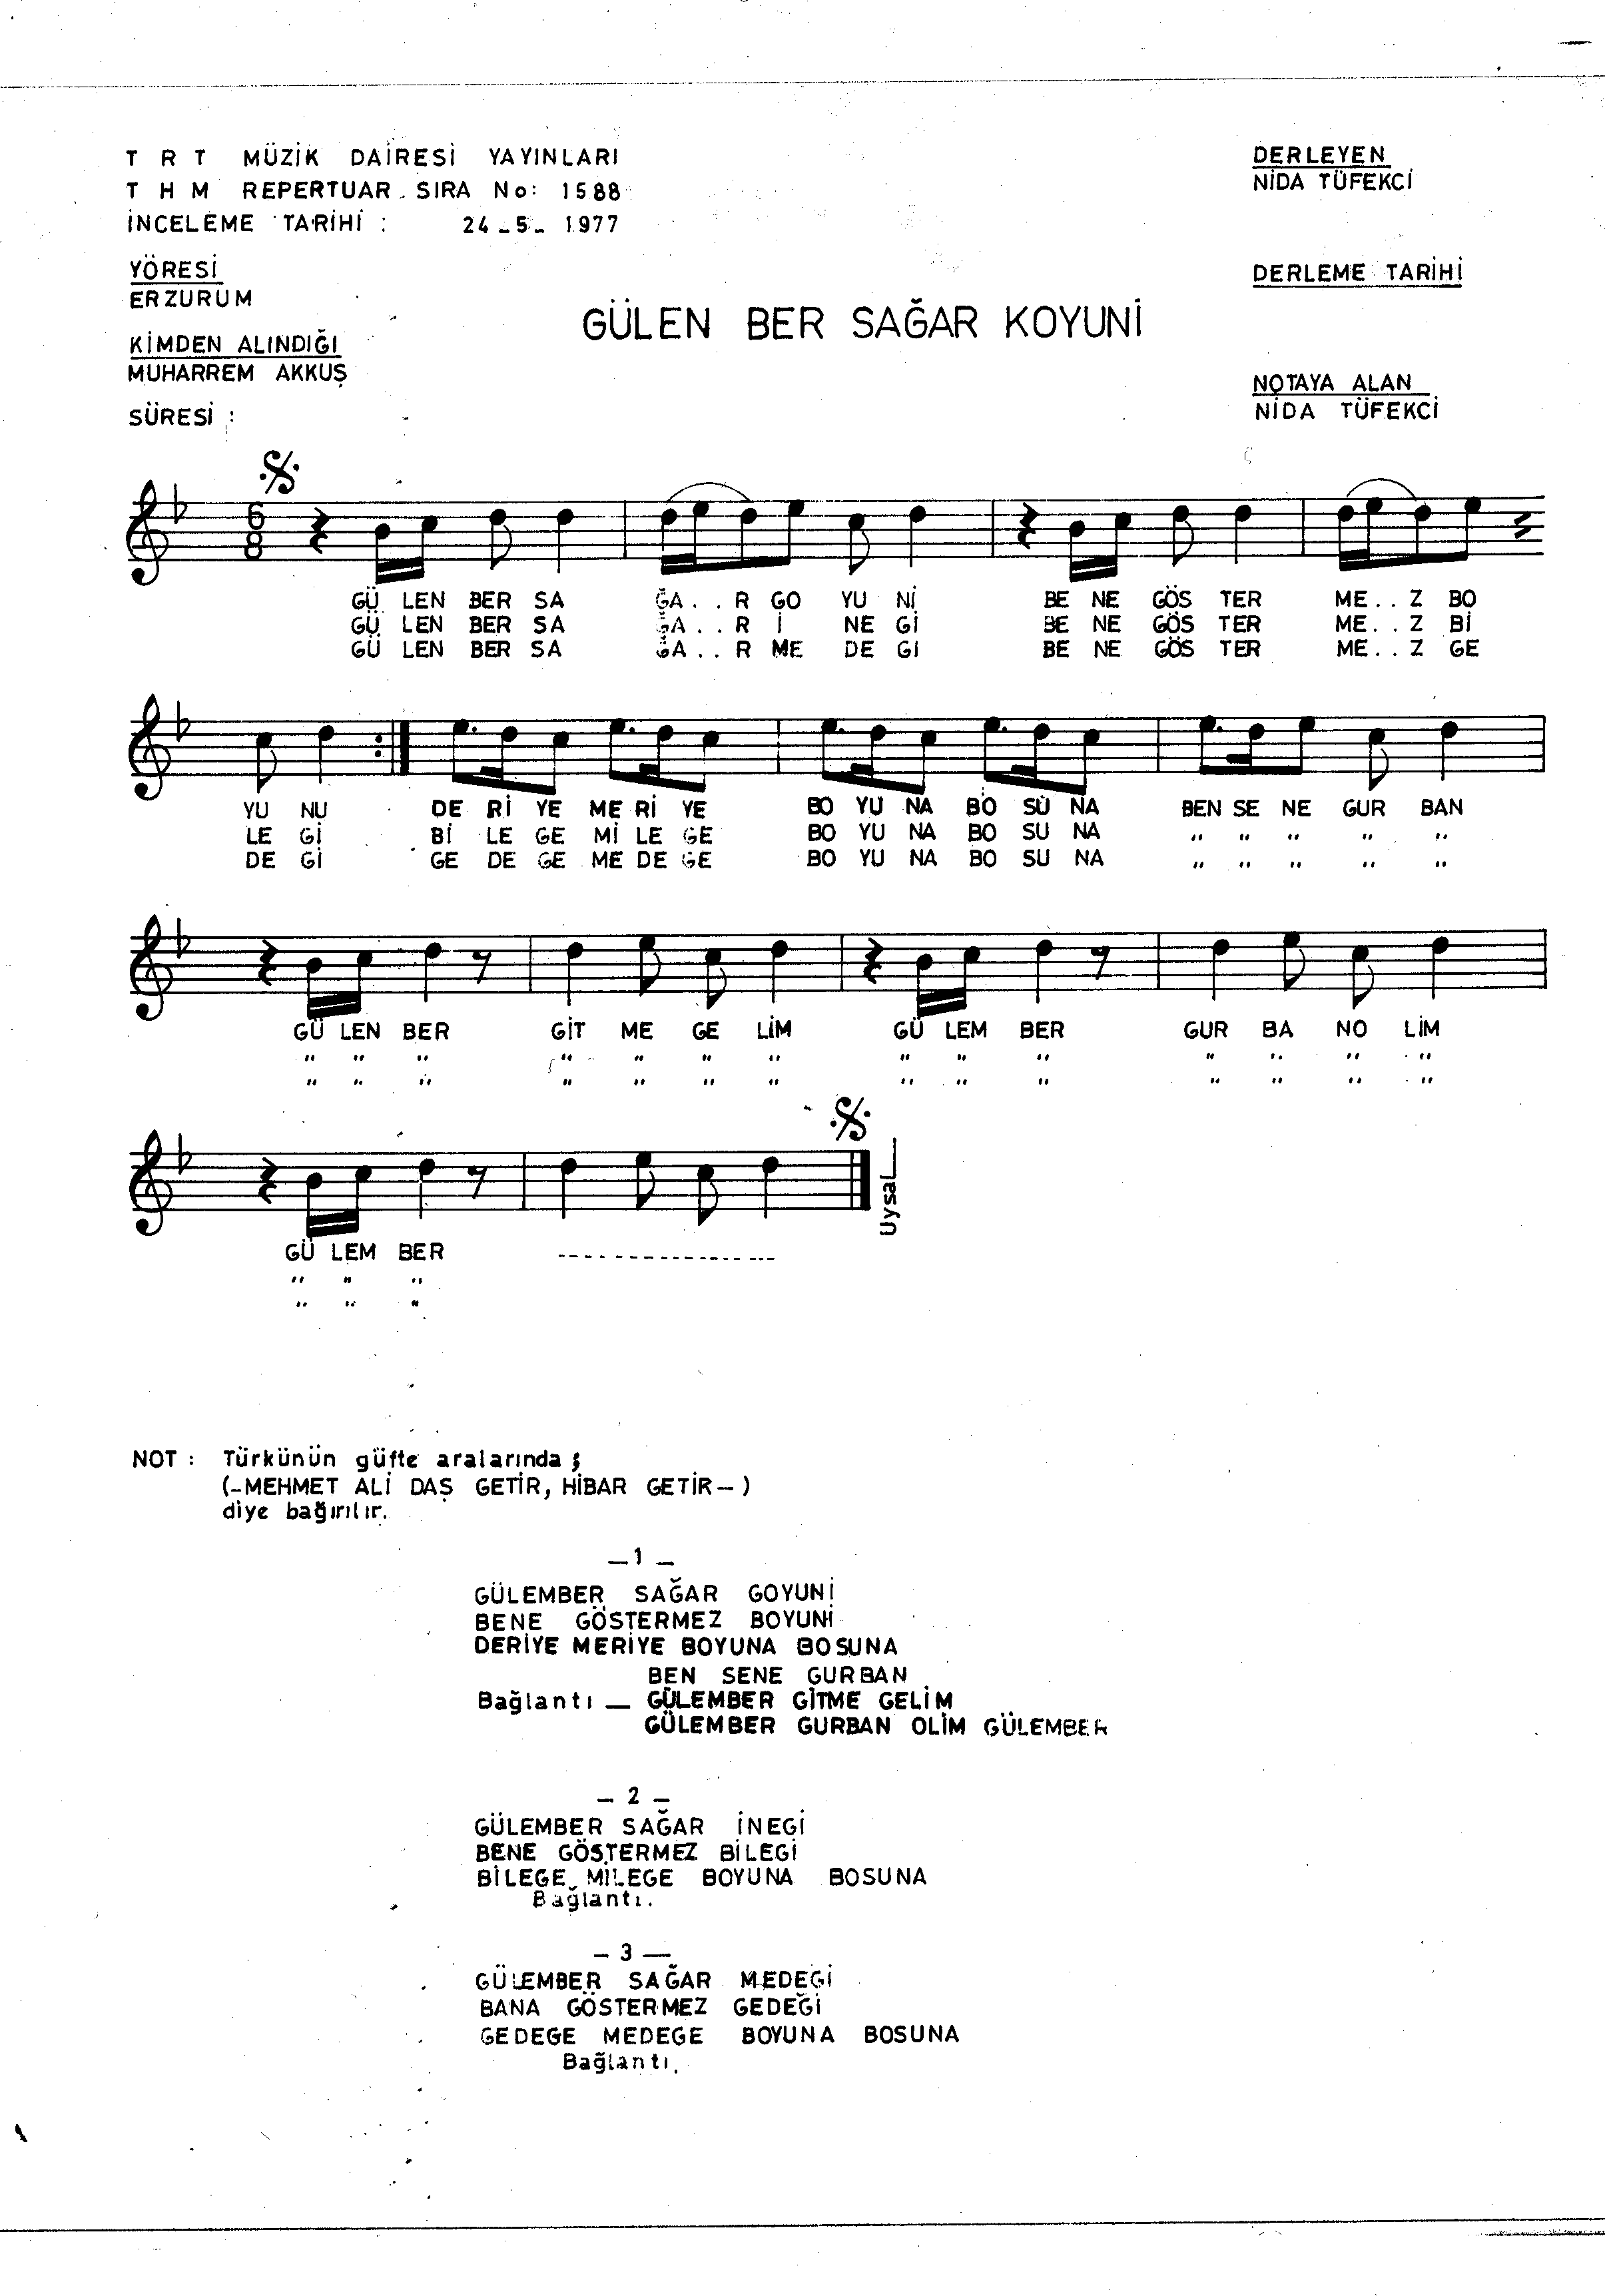 T R T MÜZİK DAİRESİ YAYINLARI
T H M REPERTUAR SIRA No: 1588
İNCELEME TARİHİ : 24-5-1977
DERLEYEN
NİDA TÜFEKCİ
YÖRESİ
ERZURUM
DERLEME TARİHİ
GÜLEN BER SAĞAR KOYUNİ
KİMDEN ALINDIĞI
MUHARREM AKKUŞ
NOTAYA ALAN
NİDA TÜFEKCİ
SÜRESİ :
6
8
GÜ LEN BER SA ĞA . . R GO YU Nİ BE NE GÖS TER ME . . Z BO
GÜ LEN BER SA ĞA . . R İ NE Gİ BE NE GÖS TER ME . . Z Bİ
GÜ LEN BER SA ĞA . . R ME DE GI BE NE GÖS TER ME . . Z GE
YU NU DE Rİ YE ME Rİ YE BO YU NA BO SU NA BEN SE NE GUR BAN
LE Gİ Bİ LE GE Mİ LE GE BO YU NA BO SU NA " " " " "
DE Gİ GE DE GE ME DE GE BO YU NA BO SU NA " " " " "
GÜ LEN BER GİT ME GE LİM GÜ LEM BER GUR BA NO LİM
" " " " " " " " " " " " " "
" " " " " " " " " " " " " "
Uysal
GÜ LEM BER ----------------
" " "
" " "
NOT : Türkünün güfte aralarında ;
(-MEHMET ALİ DAŞ GETİR, HİBAR GETİR-)
diye bağırılır.
— 1 —
GÜLEMBER SAĞAR GOYUNİ
BENE GÖSTERMEZ BOYUNİ
DERİYE MERİYE BOYUNA BOSUNA
BEN SENE GURBAN
Bağlantı — GÜLEMBER GİTME GELİM
GÜLEMBER GURBAN OLİM GÜLEMBER
— 2 —
GÜLEMBER SAĞAR İNEGİ
BENE GÖSTERMEZ BİLEGİ
BİLEGE MİLEGE BOYUNA BOSUNA
Bağlantı.
— 3 —
GÜLEMBER SAĞAR MEDEGİ
BANA GÖSTERMEZ GEDEĞİ
GEDEGE MEDEGE BOYUNA BOSUNA
Bağlantı.